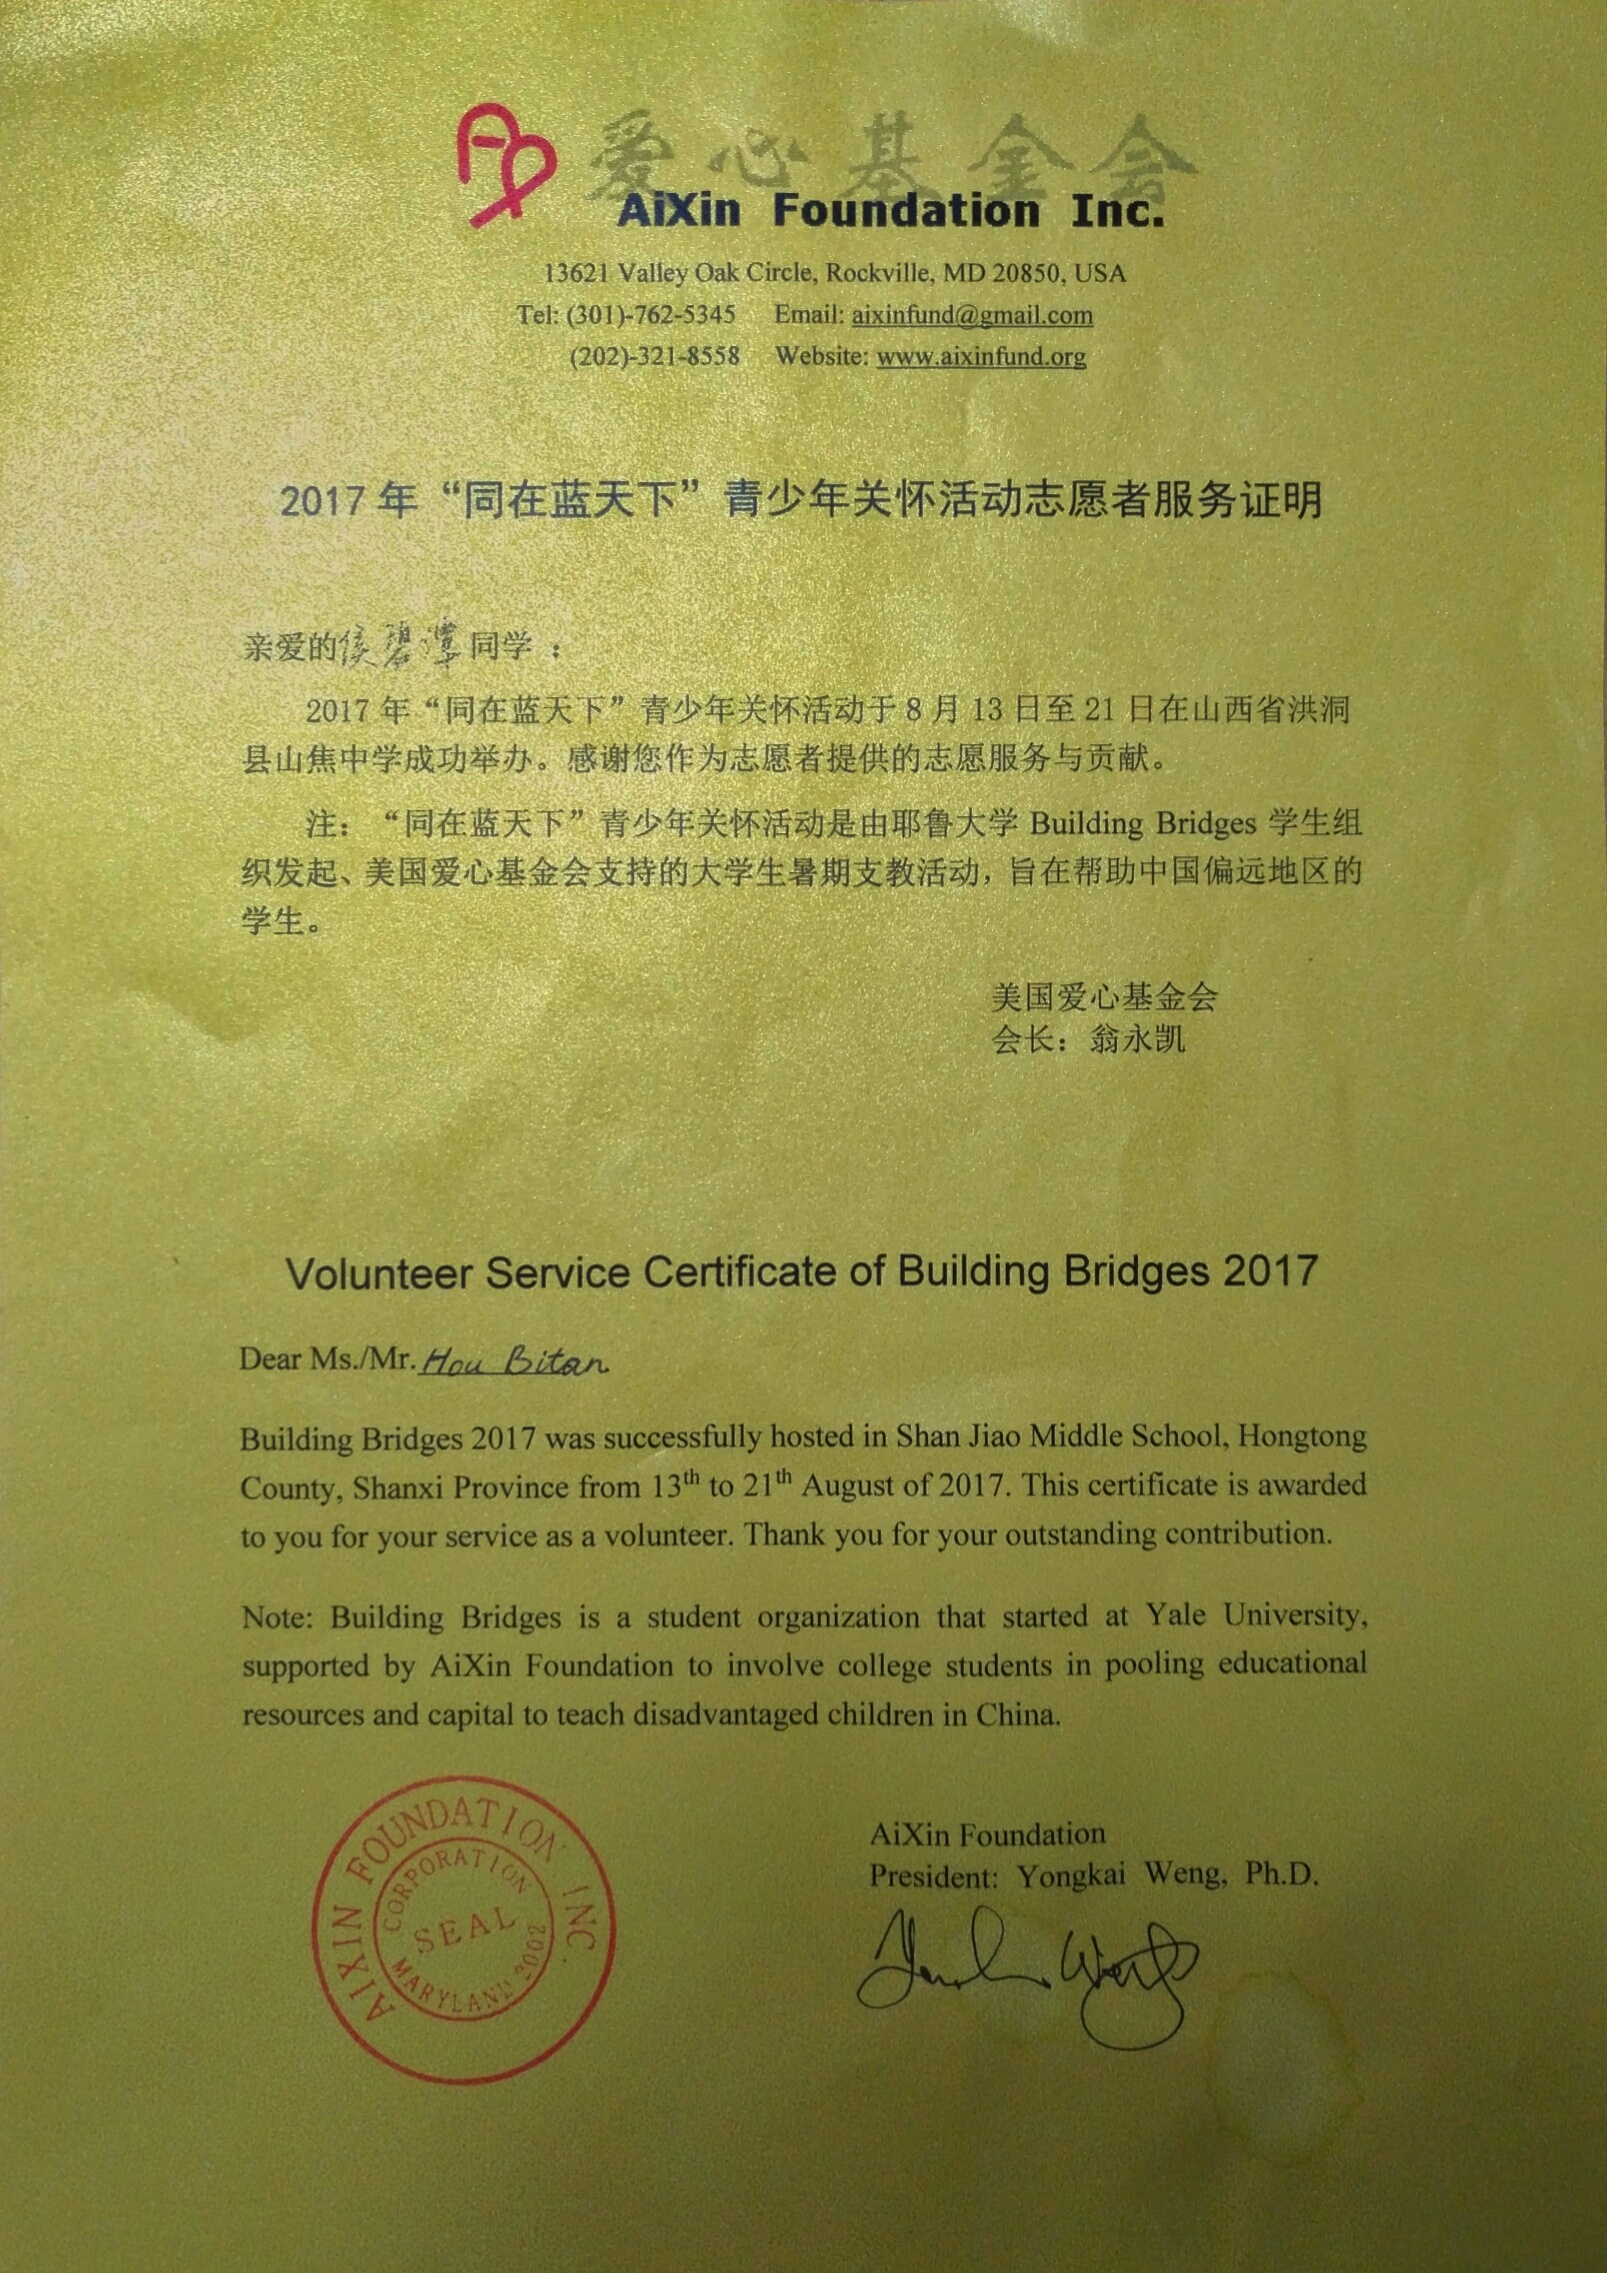 爱心基金会
AiXin Foundation Inc.
13621 Valley Oak Circle, Rockville, MD 20850, USA
Tel: (301)-762-5345 Email: aixinfund@gmail.com
(202)-321-8558 Website: www.aixinfund.org
2017 年 “同在蓝天下” 青少年关怀活动志愿者服务证明
亲爱的侯碧潭同学：
2017 年“同在蓝天下”青少年关怀活动于 8 月 13 日至 21 日在山西省洪洞
县山焦中学成功举办。感谢您作为志愿者提供的志愿服务与贡献。
注：“同在蓝天下”青少年关怀活动是由耶鲁大学 Building Bridges 学生组
织发起、美国爱心基金会支持的大学生暑期支教活动，旨在帮助中国偏远地区的
学生。
美国爱心基金会
会长：翁永凯
Volunteer Service Certificate of Building Bridges 2017
Dear Ms./Mr. Hou Bitan
Building Bridges 2017 was successfully hosted in Shan Jiao Middle School, Hongtong
County, Shanxi Province from 13th to 21th August of 2017. This certificate is awarded
to you for your service as a volunteer. Thank you for your outstanding contribution.
Note: Building Bridges is a student organization that started at Yale University,
supported by AiXin Foundation to involve college students in pooling educational
resources and capital to teach disadvantaged children in China.
AIXIN FOUNDATION INC.
CORPORATION
SEAL
MARYLAND 2002
AiXin Foundation
President: Yongkai Weng, Ph.D.